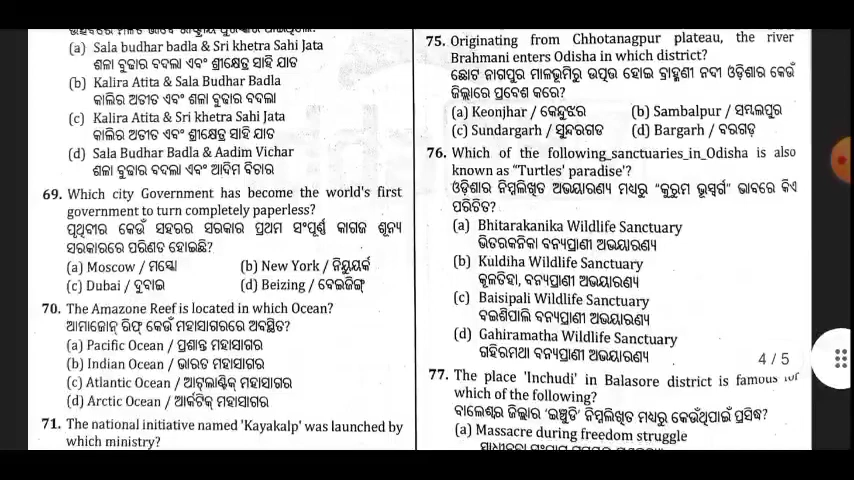 (a) Sala budhar badla & Sri khetra Sahi Jata
ଶଳା ବୁଢାର ବଦଲା ଏବଂ ଶ୍ରୀକ୍ଷେତ୍ର ସାହି ଯାତ
(b) Kalira Atita & Sala Budhar Badla
କାଲିର ଅତୀତ ଏବଂ ଶଳା ବୁଢାର ବଦଲା
(c) Kalira Atita & Sri khetra Sahi Jata
କାଲିର ଅତୀତ ଏବଂ ଶ୍ରୀକ୍ଷେତ୍ର ସାହି ଯାତ
(d) Sala Budhar Badla & Aadim Vichar
ଶଳା ବୁଢାର ବଦଲା ଏବଂ ଆଦିମ ବିଚାର
69. Which city Government has become the world's first
government to turn completely paperless?
ପୃଥିବୀର କେଉଁ ସହରର ସରକାର ପ୍ରଥମ ସଂପୂର୍ଣ୍ଣ କାଗଜ ଶୂନ୍ୟ
ସରକାରରେ ପରିଣତ ହୋଇଛି?
(a) Moscow / ମସ୍କୋ (b) New York / ନିୟୁୟର୍କ
(c) Dubai / ଦୁବାଇ (d) Beizing / ବେଇଜିଙ୍ଗ୍
70. The Amazone Reef is located in which Ocean?
ଆମାଜୋନ୍ ରିଫ୍ କେଉଁ ମହାସାଗରରେ ଅବସ୍ଥିତ?
(a) Pacific Ocean / ପ୍ରଶାନ୍ତ ମହାସାଗର
(b) Indian Ocean / ଭାରତ ମହାସାଗର
(c) Atlantic Ocean / ଆଟ୍‌ଲାଣ୍ଟିକ୍ ମହାସାଗର
(d) Arctic Ocean / ଆର୍କଟିକ୍ ମହାସାଗର
71. The national initiative named 'Kayakalp' was launched by
which ministry?
75. Originating from Chhotanagpur plateau, the river
Brahmani enters Odisha in which district?
ଛୋଟ ନାଗପୁର ମାଳଭୂମିରୁ ଉତ୍ପନ୍ନ ହୋଇ ବ୍ରାହ୍ମଣୀ ନଦୀ ଓଡ଼ିଶାର କେଉଁ
ଜିଲ୍ଲାରେ ପ୍ରବେଶ କରେ?
(a) Keonjhar / କେନ୍ଦୁଝର (b) Sambalpur / ସମ୍ବଲପୁର
(c) Sundargarh / ସୁନ୍ଦରଗଡ (d) Bargarh / ବରଗଡ଼
76. Which of the following sanctuaries in Odisha is also
known as "Turtles' paradise'?
ଓଡ଼ିଶାର ନିମ୍ନଲିଖିତ ଅଭୟାରଣ୍ୟ ମଧ୍ୟରୁ "କୁରୁମ ଭୂସ୍ୱର୍ଗ" ଭାବରେ କିଏ
ପରିଚିତ?
(a) Bhitarakanika Wildlife Sanctuary
ଭିତରକନିକା ବନ୍ୟପ୍ରାଣୀ ଅଭୟାରଣ୍ୟ
(b) Kuldiha Wildlife Sanctuary
କୂଳଡିହା, ବନ୍ୟପ୍ରାଣୀ ଅଭୟାରଣ୍ୟ
(c) Baisipali Wildlife Sanctuary
ବଇଶିପାଲି ବନ୍ୟପ୍ରାଣୀ ଅଭୟାରଣ୍ୟ
(d) Gahiramatha Wildlife Sanctuary
ଗହିରମଥା ବନ୍ୟପ୍ରାଣୀ ଅଭୟାରଣ୍ୟ
4 / 5
77. The place 'Inchudi' in Balasore district is famous for
which of the following?
ବାଲେଶ୍ୱର ଜିଲ୍ଲାର 'ଇଞ୍ଚୁଡି' ନିମ୍ନଲିଖିତ ମଧ୍ୟରୁ କେଉଁଥିପାଇଁ ପ୍ରସିଦ୍ଧ?
(a) Massacre during freedom struggle